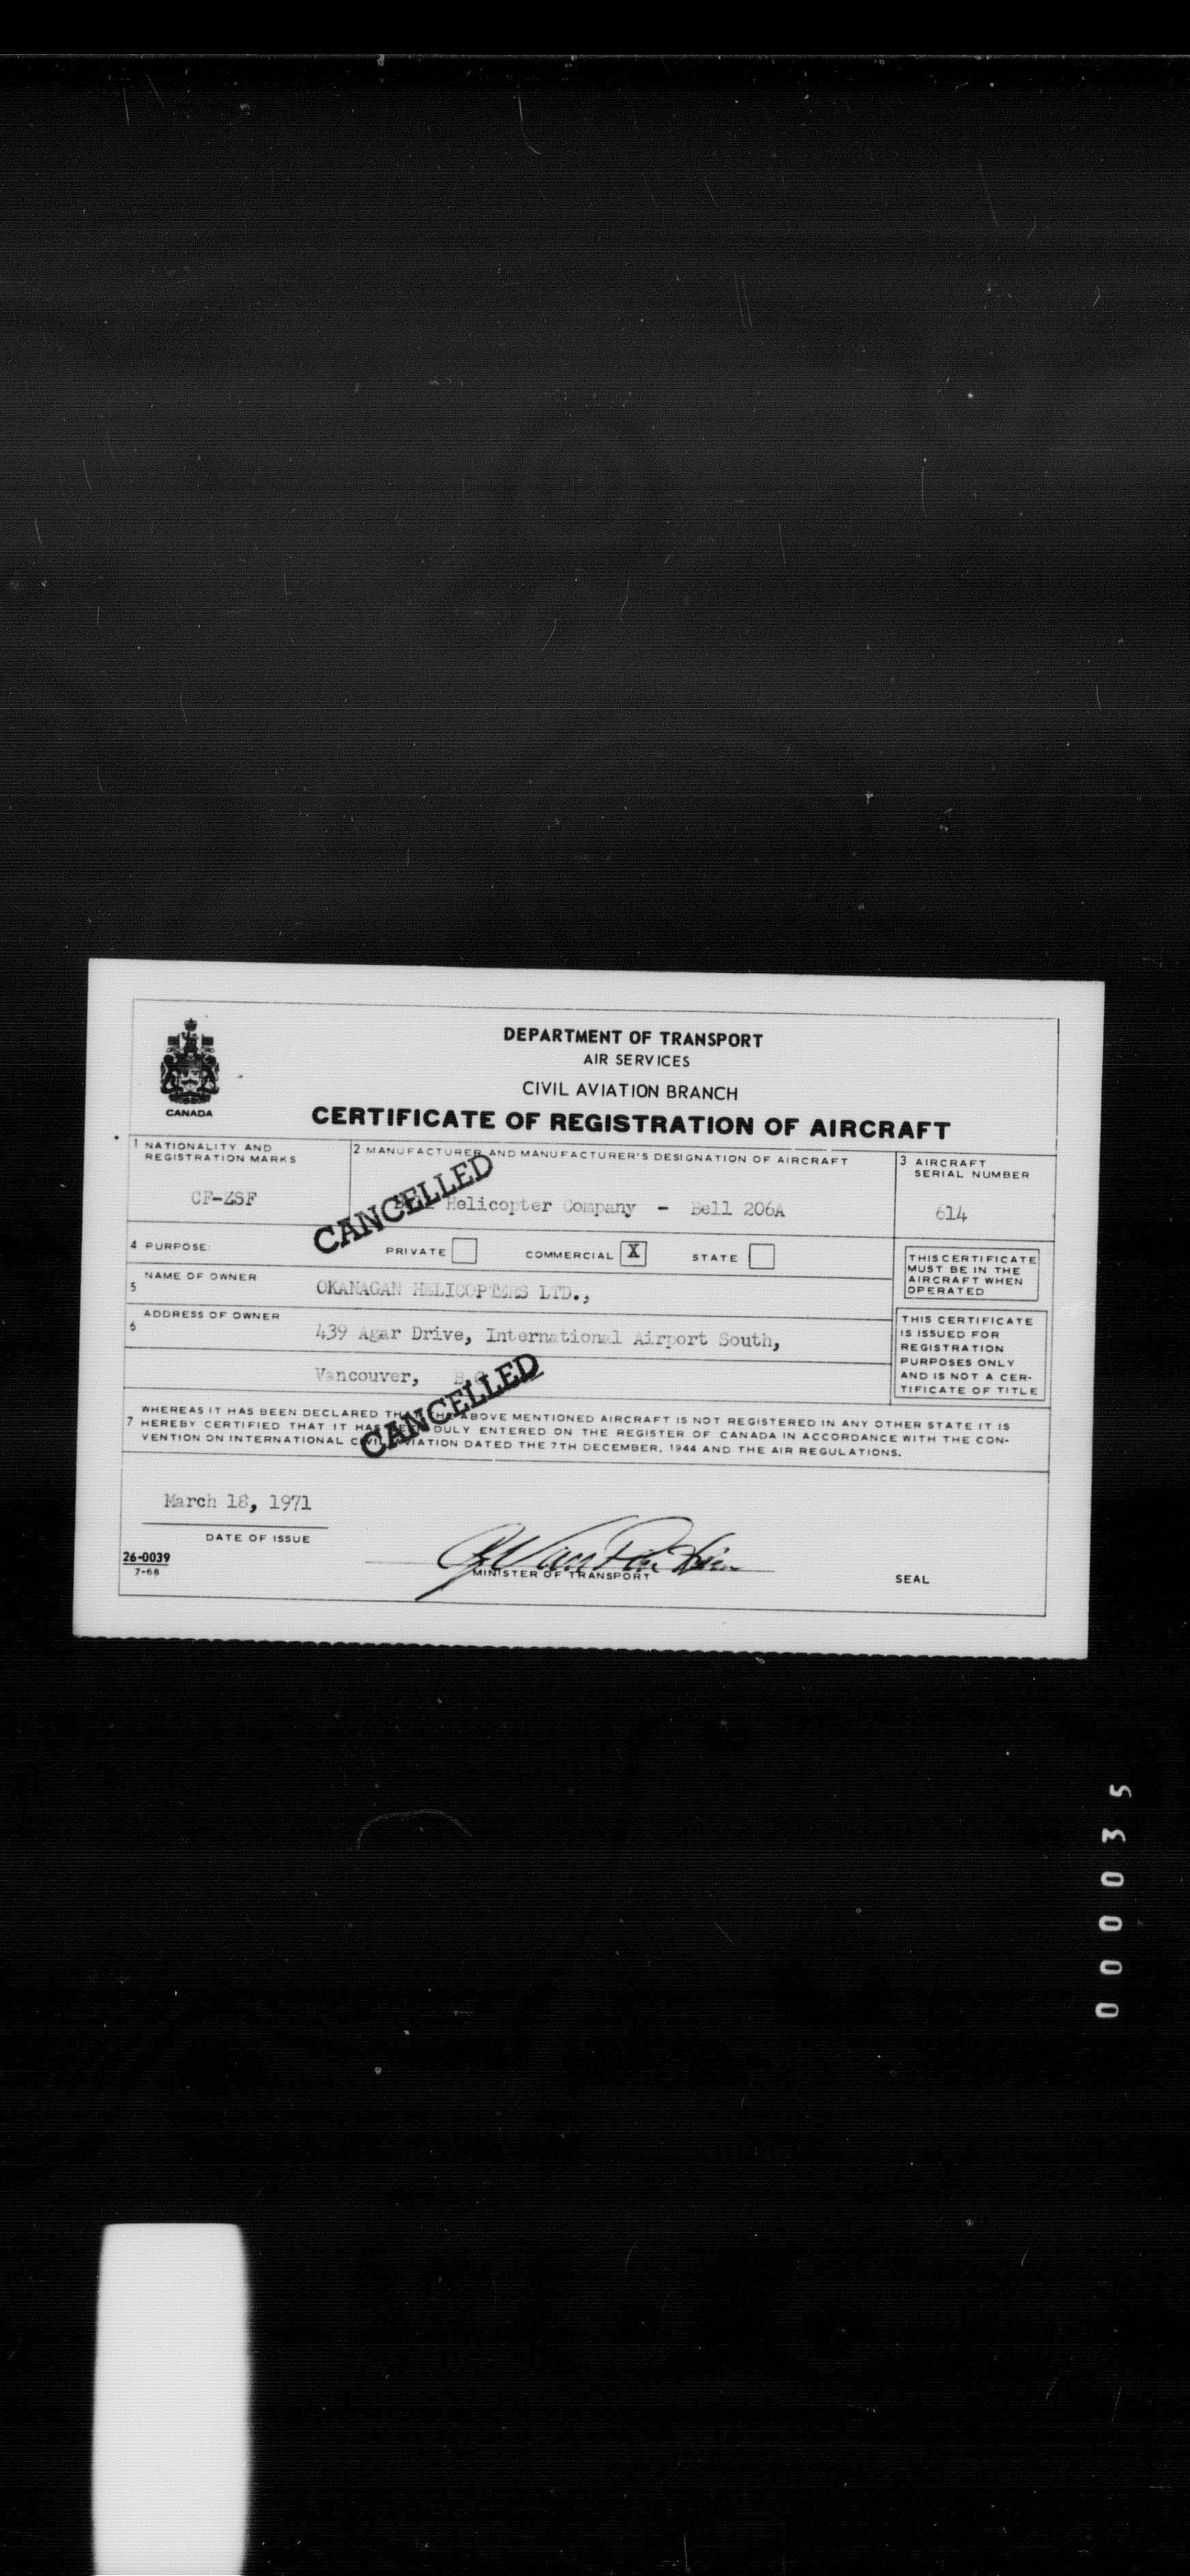 CANADA
DEPARTMENT OF TRANSPORT
AIR SERVICES
CIVIL AVIATION BRANCH
CERTIFICATE OF REGISTRATION OF AIRCRAFT
1 NATIONALITY AND
REGISTRATION MARKS
CF-ZSF
2 MANUFACTURER AND MANUFACTURER'S DESIGNATION OF AIRCRAFT
Helicopter Company - Bell 206A
3 AIRCRAFT
SERIAL NUMBER
614
CANCELLED
4 PURPOSE:
PRIVATE
COMMERCIAL X
STATE
THIS CERTIFICATE
MUST BE IN THE
AIRCRAFT WHEN
OPERATED
5 NAME OF OWNER
OKANAGAN HELICOPTERS LTD.,
6 ADDRESS OF OWNER
439 Agar Drive, International Airport South,
Vancouver,
THIS CERTIFICATE
IS ISSUED FOR
REGISTRATION
PURPOSES ONLY
AND IS NOT A CER-
TIFICATE OF TITLE
CANCELLED
7 WHEREAS IT HAS BEEN DECLARED THAT THE ABOVE MENTIONED AIRCRAFT IS NOT REGISTERED IN ANY OTHER STATE IT IS
HEREBY CERTIFIED THAT IT HAS BEEN DULY ENTERED ON THE REGISTER OF CANADA IN ACCORDANCE WITH THE CON-
VENTION ON INTERNATIONAL CIVIL AVIATION DATED THE 7TH DECEMBER, 1944 AND THE AIR REGULATIONS.
March 18, 1971
DATE OF ISSUE
26-0039
7-68
MINISTER OF TRANSPORT
SEAL
000035